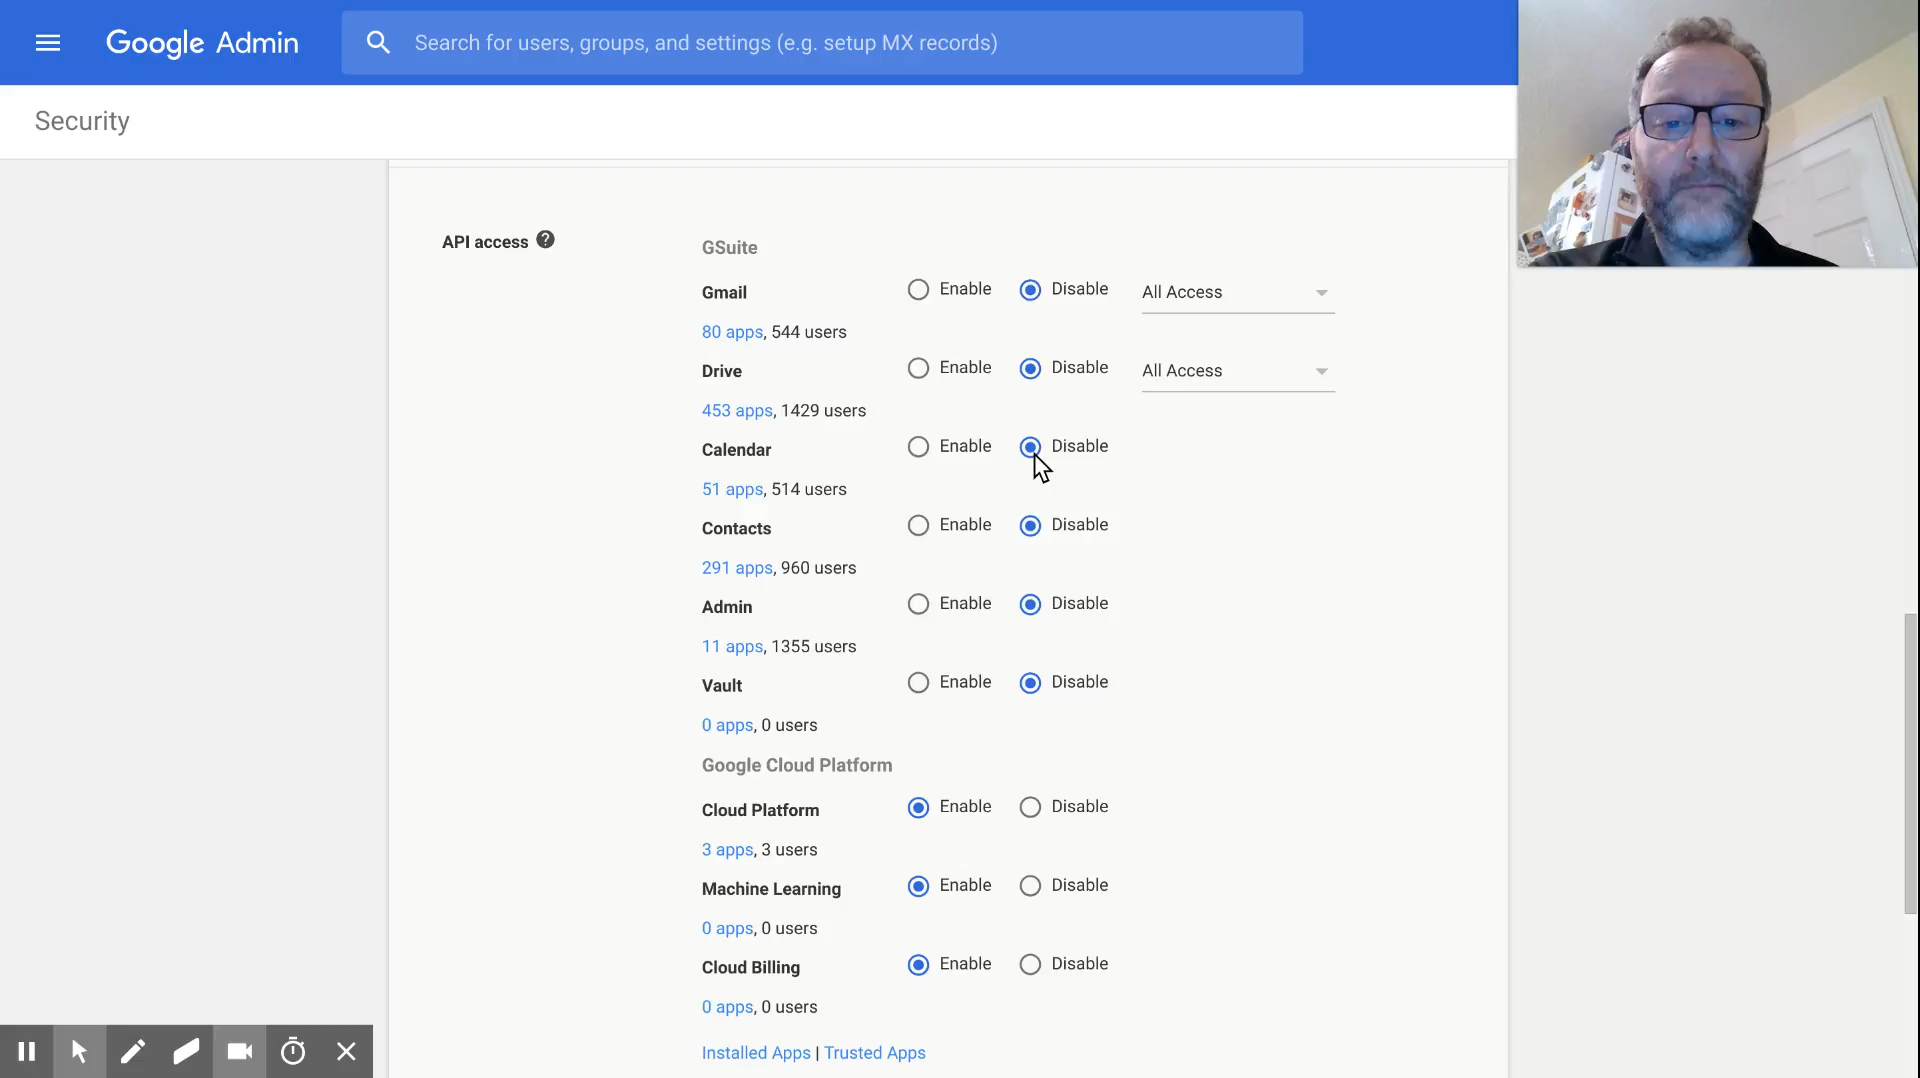 Google Admin
Search for users, groups, and settings (e.g. setup MX records)
Security
API access
GSuite
Gmail Enable Disable All Access
80 apps, 544 users
Drive Enable Disable All Access
453 apps, 1429 users
Calendar Enable Disable
51 apps, 514 users
Contacts Enable Disable
291 apps, 960 users
Admin Enable Disable
11 apps, 1355 users
Vault Enable Disable
0 apps, 0 users
Google Cloud Platform
Cloud Platform Enable Disable
3 apps, 3 users
Machine Learning Enable Disable
0 apps, 0 users
Cloud Billing Enable Disable
0 apps, 0 users
Installed Apps | Trusted Apps